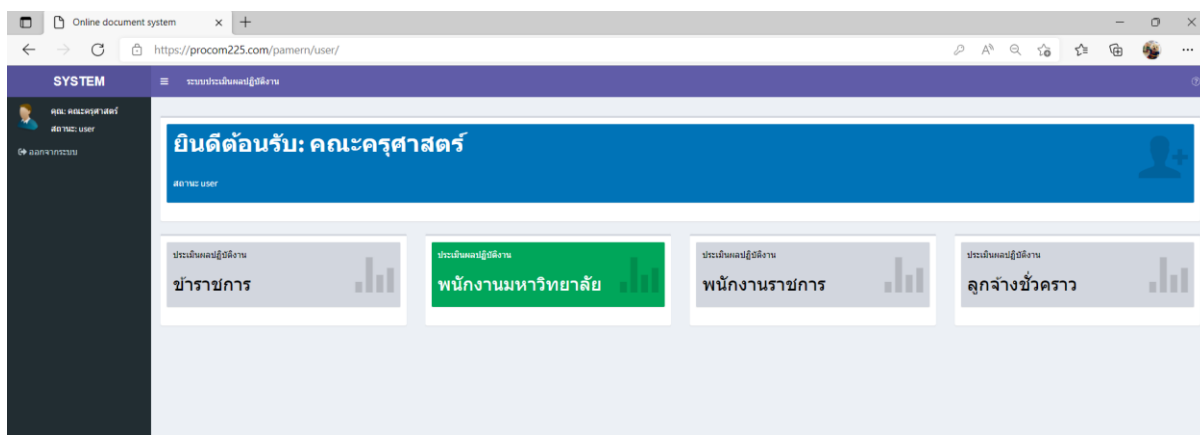 Online document system
https://procom225.com/pamern/user/
SYSTEM
ระบบประเมินผลปฏิบัติงาน
คุณ: คณะครุศาสตร์
สถานะ: user
ออกจากระบบ
ยินดีต้อนรับ: คณะครุศาสตร์
สถานะ user
ประเมินผลปฏิบัติงาน
ข้าราชการ
ประเมินผลปฏิบัติงาน
พนักงานมหาวิทยาลัย
ประเมินผลปฏิบัติงาน
พนักงานราชการ
ประเมินผลปฏิบัติงาน
ลูกจ้างชั่วคราว